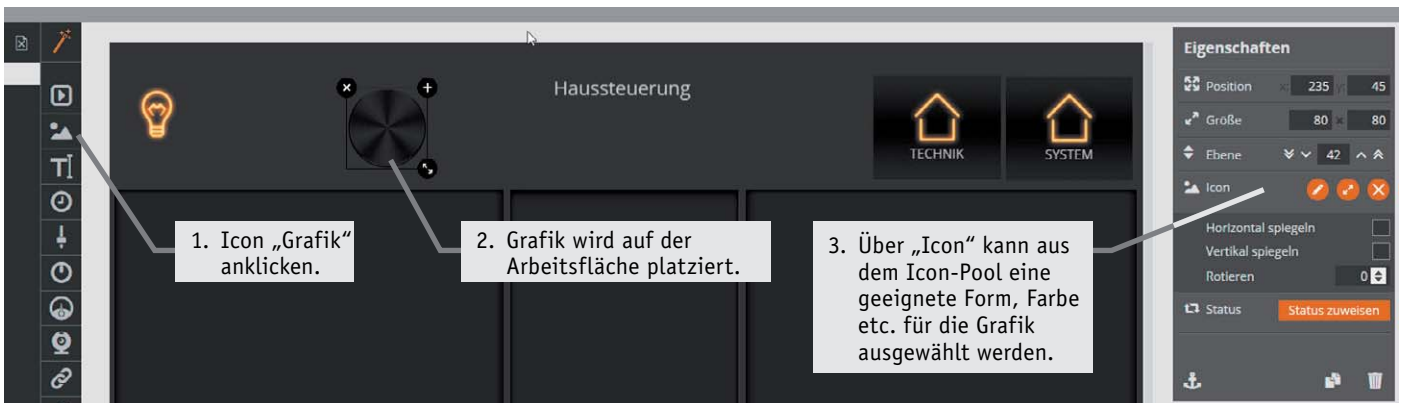 Haussteuerung
TECHNIK
SYSTEM
1. Icon „Grafik“
anklicken.
2. Grafik wird auf der
Arbeitsfläche platziert.
3. Über „Icon“ kann aus
dem Icon-Pool eine
geeignete Form, Farbe
etc. für die Grafik
ausgewählt werden.
Eigenschaften
Position x: 235 y: 45
Größe 80 x 80
Ebene 42
Icon
Horizontal spiegeln
Vertikal spiegeln
Rotieren 0
Status Status zuweisen